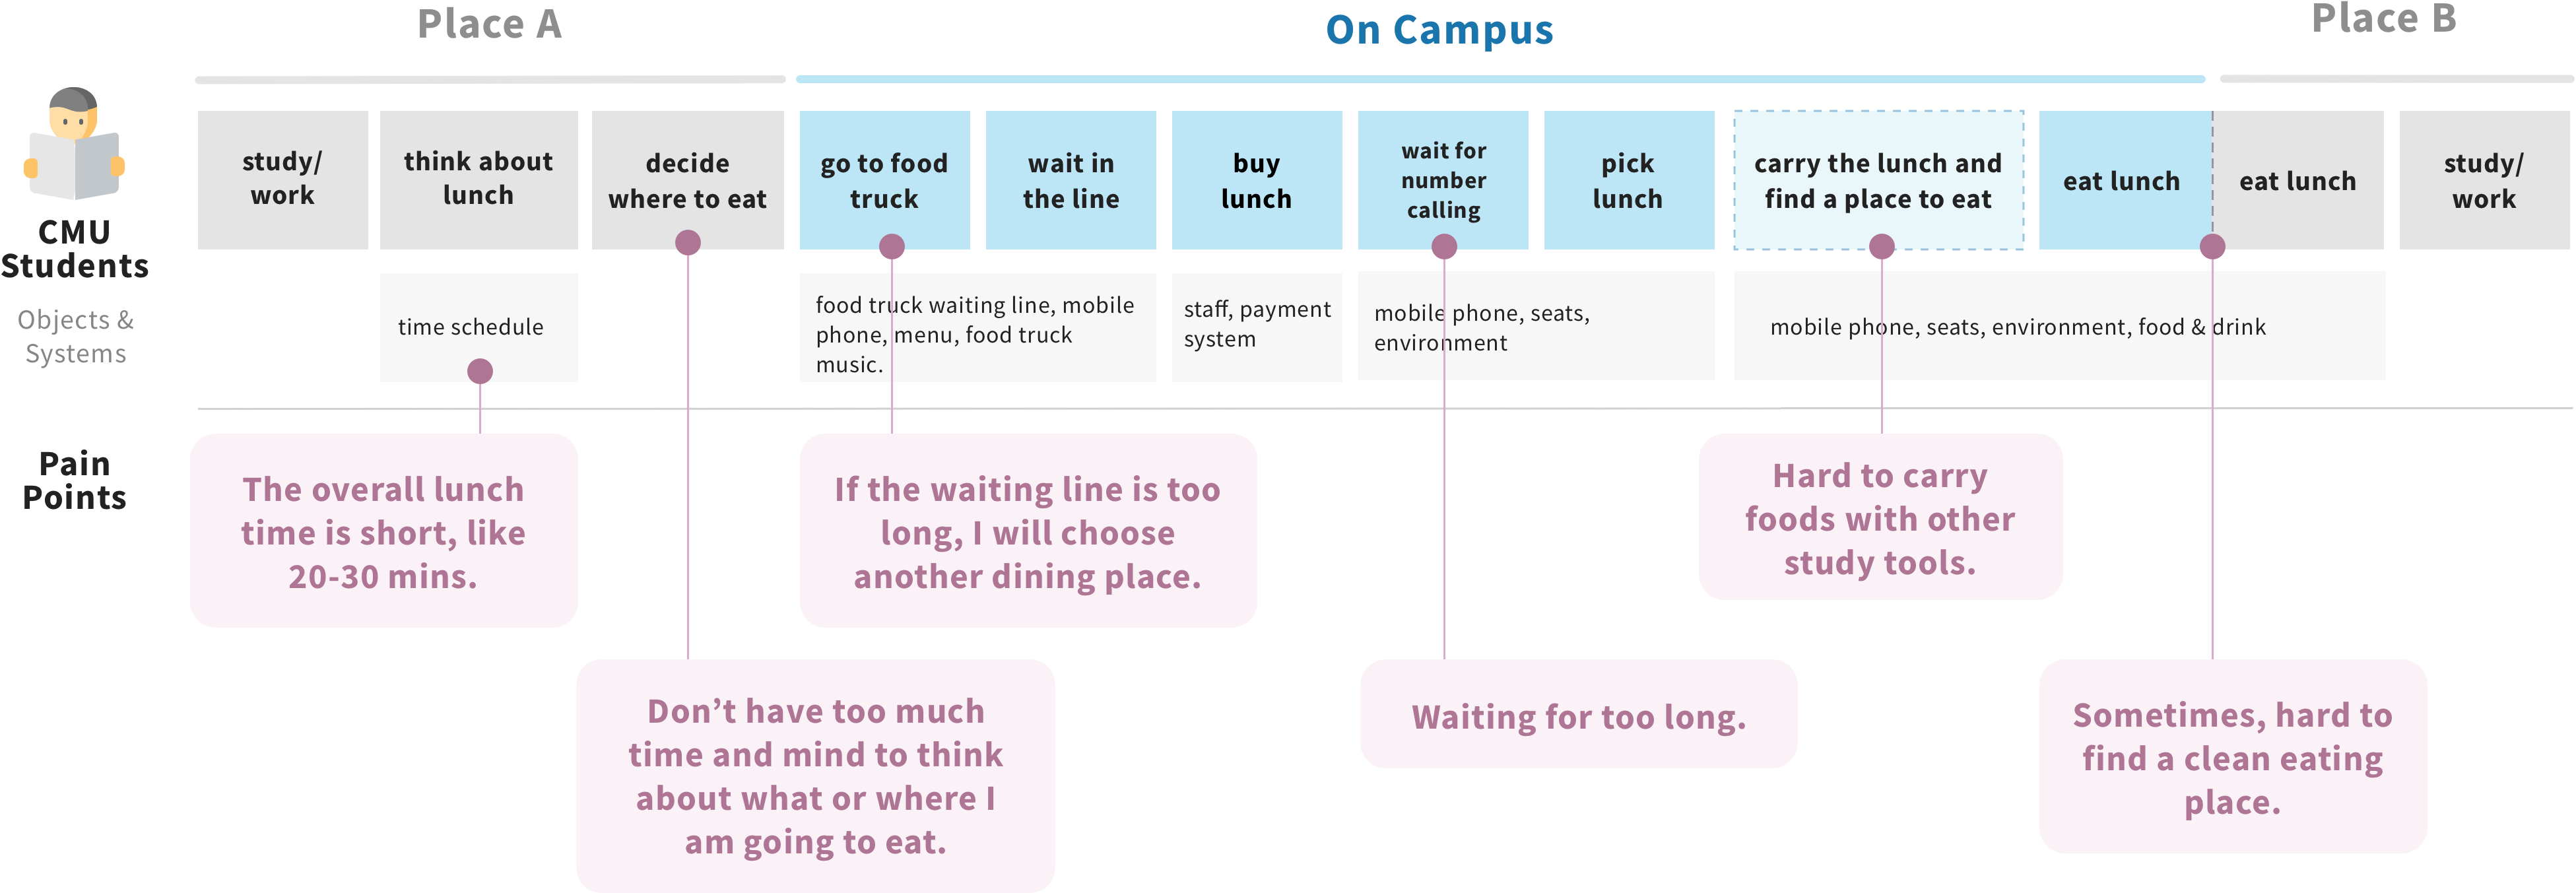 Place A
On Campus
Place B
study/
work
think about
lunch
decide
where to eat
go to food
truck
wait in
the line
buy
lunch
wait for
number
calling
pick
lunch
carry the lunch and
find a place to eat
eat lunch
eat lunch
study/
work
CMU
Students
Objects &
Systems
time schedule
food truck waiting line, mobile
phone, menu, food truck
music.
staff, payment
system
mobile phone, seats,
environment
mobile phone, seats, environment, food & drink
Pain
Points
The overall lunch
time is short, like
20-30 mins.
If the waiting line is too
long, I will choose
another dining place.
Hard to carry
foods with other
study tools.
Don’t have too much
time and mind to think
about what or where I
am going to eat.
Waiting for too long.
Sometimes, hard to
find a clean eating
place.